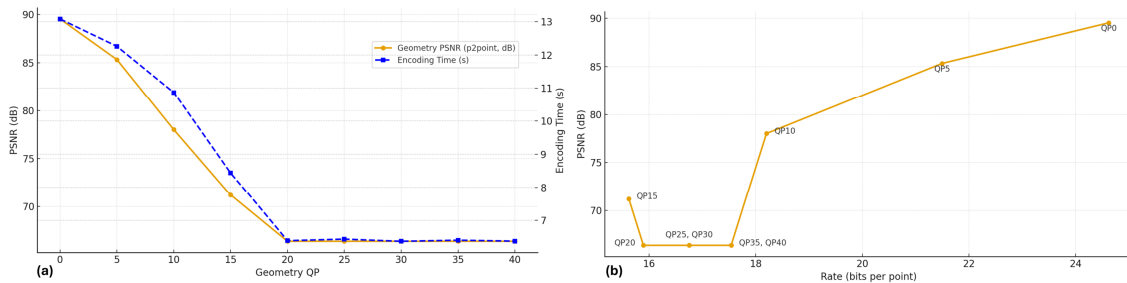 90
85
80
75
70
PSNR (dB)
13
12
11
10
9
8
7
Encoding Time (s)
Geometry PSNR (p2point, dB)
Encoding Time (s)
0 5 10 15 20 25 30 35 40
Geometry QP
(a)
90
85
80
75
70
PSNR (dB)
QP0
QP5
QP10
QP15
QP20
QP25, QP30
QP35, QP40
16 18 20 22 24
Rate (bits per point)
(b)